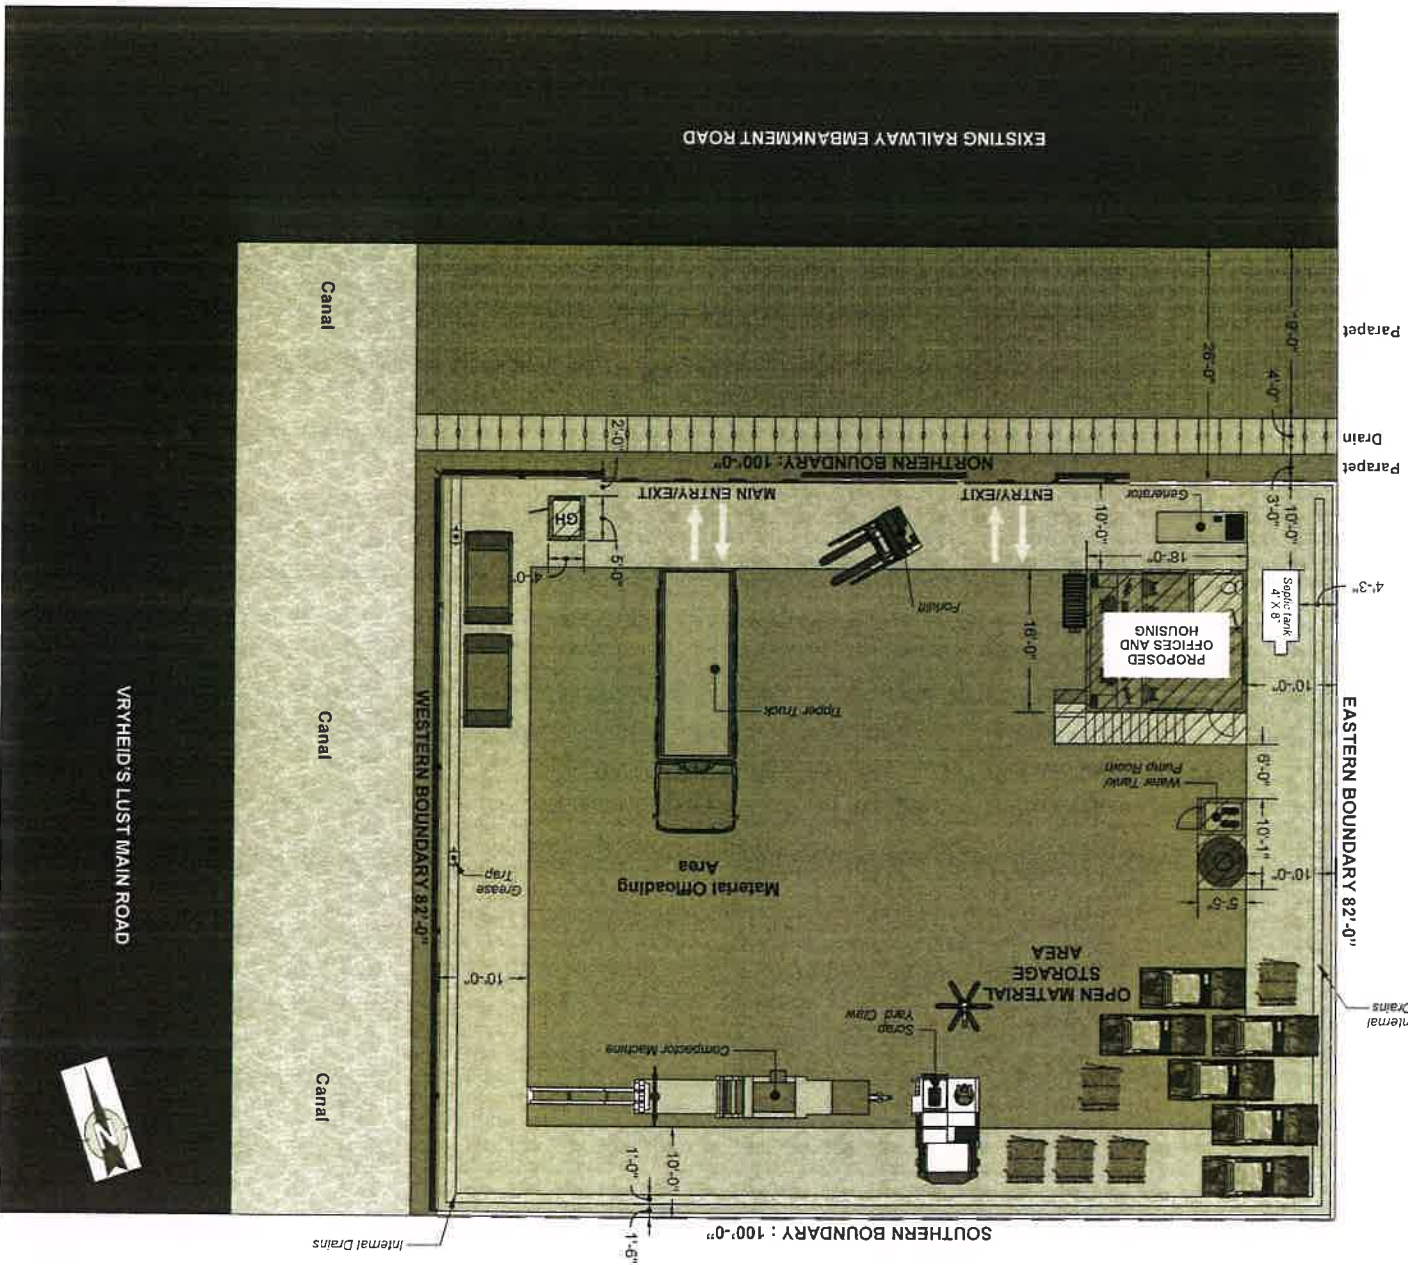 EXISTING RAILWAY EMBANKMENT ROAD
Canal
Parapet
19'-0"
26'-0"
4'-0"
Drain
2'-0"
Parapet
NORTHERN BOUNDARY: 100'-0"
MAIN ENTRY/EXIT
ENTRY/EXIT
Generator
3'-0"
10'-0"
10'-0"
GH
5'-0"
4'-0"
18'-0"
4'-3"
Septic tank
4' X 8'
Forklift
16'-0"
PROPOSED
OFFICES AND
HOUSING
10'-0"
Tipper Truck
Canal
VRYHEID'S LUST MAIN ROAD
WESTERN BOUNDARY 82'-0"
EASTERN BOUNDARY 82'-0"
6'-0"
Water Tank/
Pump Room
10'-1"
10'-0"
5'-5"
Grease
Trap
Material Offloading
Area
10'-0"
OPEN MATERIAL
STORAGE
AREA
Scrap
Yard Claw
Compactor Machine
Drains
Canal
N
10'-0"
1'-0"
1'-6"
Internal Drains
SOUTHERN BOUNDARY : 100'-0"